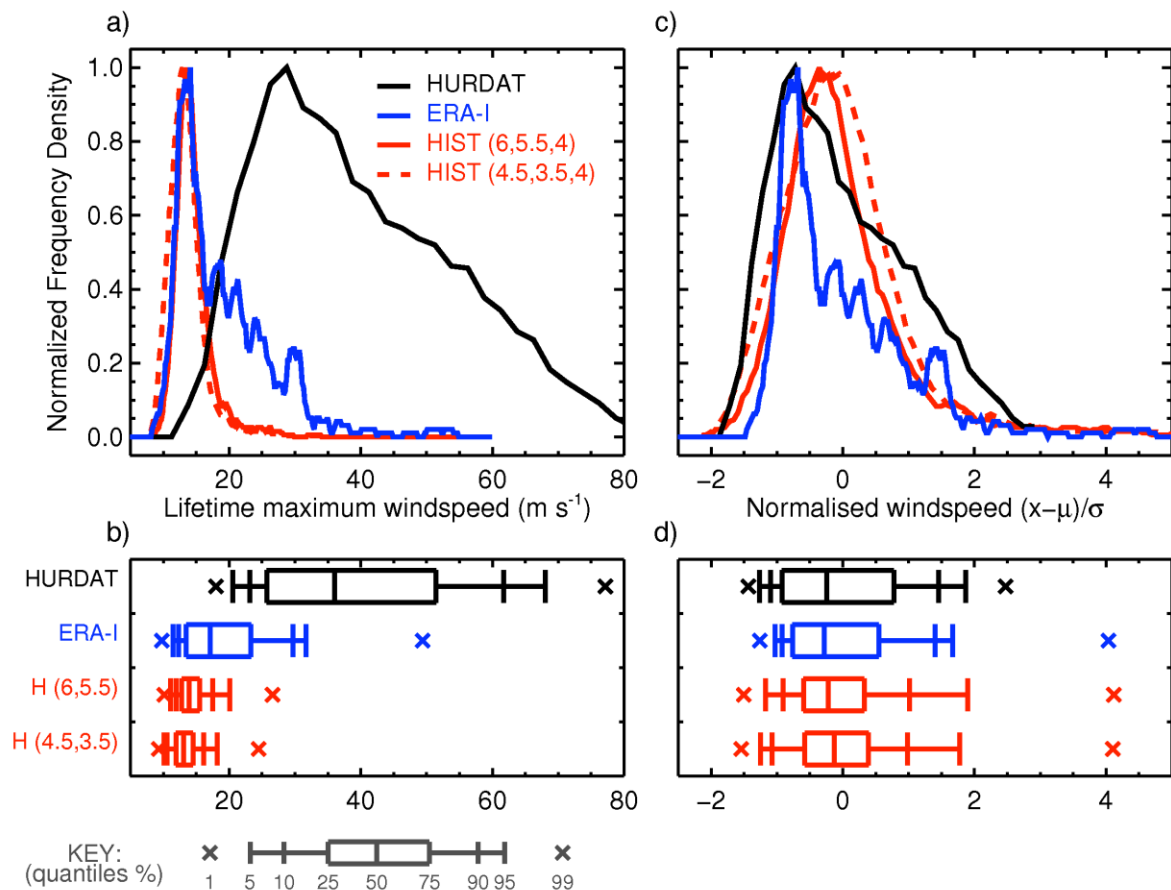 a)
1.0
0.8
0.6
0.4
0.2
0.0
Normalized Frequency Density
HURDAT
ERA-I
HIST (6,5.5,4)
HIST (4.5,3.5,4)
20 40 60 80
Lifetime maximum windspeed (m s⁻¹)
c)
−2 0 2 4
Normalised windspeed (x−μ)/σ
b)
HURDAT
ERA-I
H (6,5.5)
H (4.5,3.5)
20 40 60 80
d)
−2 0 2 4
KEY:
(quantiles %)
1 5 10 25 50 75 90 95 99